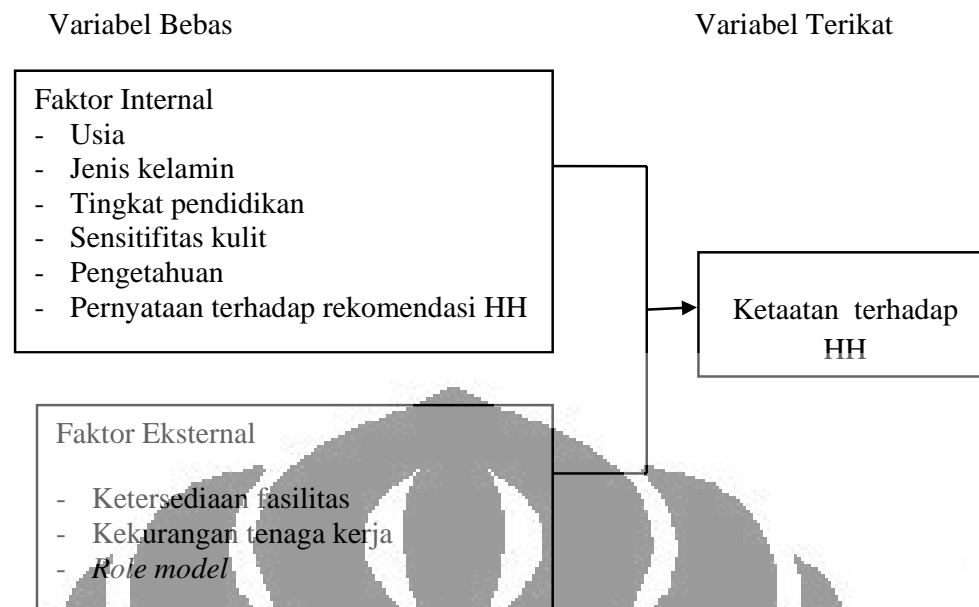 Variabel Bebas
Variabel Terikat
Faktor Internal
- Usia
- Jenis kelamin
- Tingkat pendidikan
- Sensitifitas kulit
- Pengetahuan
- Pernyataan terhadap rekomendasi HH
Ketaatan terhadap
HH
Faktor Eksternal
- Ketersediaan fasilitas
- Kekurangan tenaga kerja
- Role model